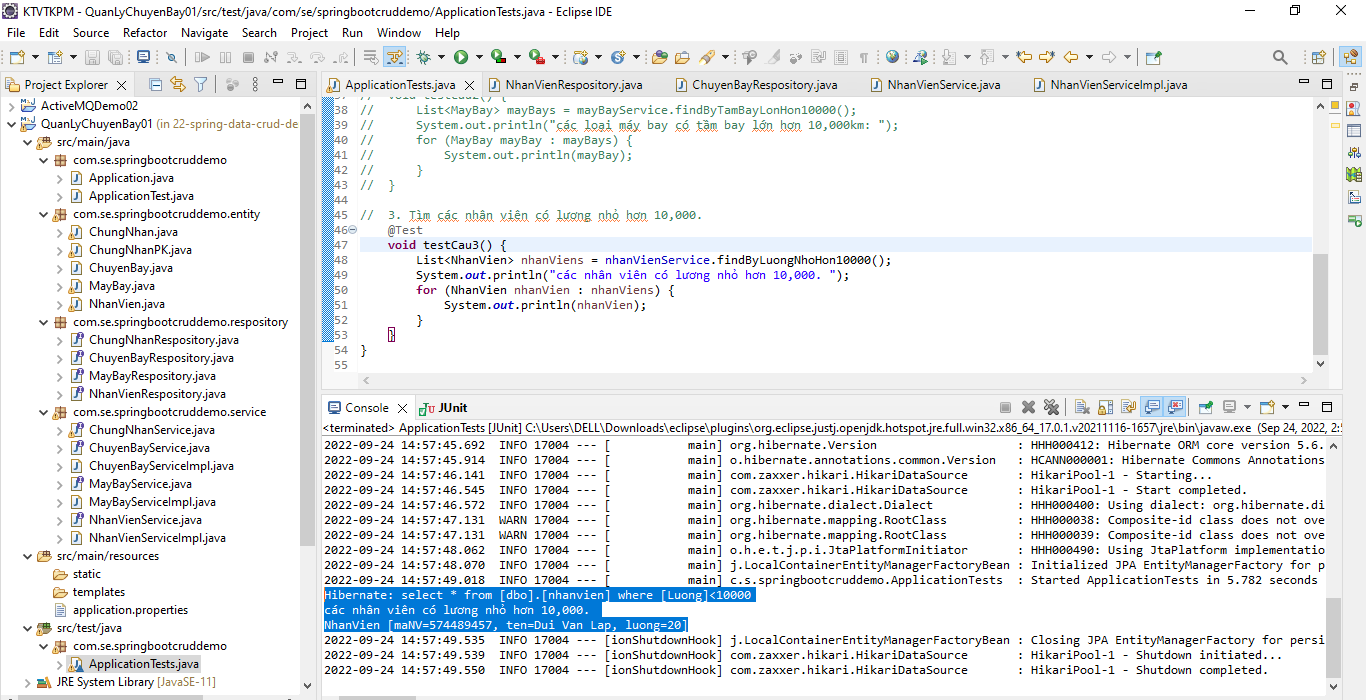 KTVTKPM - QuanLyChuyenBay01/src/test/java/com/se/springbootcruddemo/ApplicationTests.java - Eclipse IDE
File Edit Source Refactor Navigate Search Project Run Window Help
Project Explorer
ActiveMQDemo02
QuanLyChuyenBay01 (in 22-spring-data-crud-de
src/main/java
com.se.springbootcruddemo
Application.java
ApplicationTest.java
com.se.springbootcruddemo.entity
ChungNhan.java
ChungNhanPK.java
ChuyenBay.java
MayBay.java
NhanVien.java
com.se.springbootcruddemo.respository
ChungNhanRespository.java
ChuyenBayRespository.java
MayBayRespository.java
NhanVienRespository.java
com.se.springbootcruddemo.service
ChungNhanService.java
ChuyenBayService.java
ChuyenBayServiceImpl.java
MayBayService.java
MayBayServiceImpl.java
NhanVienService.java
NhanVienServiceImpl.java
src/main/resources
static
templates
application.properties
src/test/java
com.se.springbootcruddemo
ApplicationTests.java
JRE System Library [JavaSE-11]
ApplicationTests.java NhanVienRespository.java ChuyenBayRespository.java NhanVienService.java NhanVienServiceImpl.java
37 // void testCau2() {
38 // List<MayBay> mayBays = mayBayService.findByTamBayLonHon10000();
39 // System.out.println("các loại máy bay có tầm bay lớn hơn 10,000km: ");
40 // for (MayBay mayBay : mayBays) {
41 // System.out.println(mayBay);
42 // }
43 // }
44
45 // 3. Tìm các nhân viên có lương nhỏ hơn 10,000.
46 @Test
47 void testCau3() {
48 List<NhanVien> nhanViens = nhanVienService.findByLuongNhoHon10000();
49 System.out.println("các nhân viên có lương nhỏ hơn 10,000. ");
50 for (NhanVien nhanVien : nhanViens) {
51 System.out.println(nhanVien);
52 }
53 }
54 }
55
Console JUnit
<terminated> ApplicationTests [JUnit] C:\Users\DELL\Downloads\eclipse\plugins\org.eclipse.justj.openjdk.hotspot.jre.full.win32.x86_64_17.0.1.v20211116-1657\jre\bin\javaw.exe (Sep 24, 2022, 2:5
2022-09-24 14:57:45.692 INFO 17004 --- [ main] org.hibernate.Version : HHH000412: Hibernate ORM core version 5.6.
2022-09-24 14:57:45.914 INFO 17004 --- [ main] o.hibernate.annotations.common.Version : HCANN000001: Hibernate Commons Annotations
2022-09-24 14:57:46.141 INFO 17004 --- [ main] com.zaxxer.hikari.HikariDataSource : HikariPool-1 - Starting...
2022-09-24 14:57:46.545 INFO 17004 --- [ main] com.zaxxer.hikari.HikariDataSource : HikariPool-1 - Start completed.
2022-09-24 14:57:46.572 INFO 17004 --- [ main] org.hibernate.dialect.Dialect : HHH000400: Using dialect: org.hibernate.di
2022-09-24 14:57:47.131 WARN 17004 --- [ main] org.hibernate.mapping.RootClass : HHH000038: Composite-id class does not ove
2022-09-24 14:57:47.131 WARN 17004 --- [ main] org.hibernate.mapping.RootClass : HHH000039: Composite-id class does not ove
2022-09-24 14:57:48.062 INFO 17004 --- [ main] o.h.e.t.j.p.i.JtaPlatformInitiator : HHH000490: Using JtaPlatform implementatio
2022-09-24 14:57:48.070 INFO 17004 --- [ main] j.LocalContainerEntityManagerFactoryBean : Initialized JPA EntityManagerFactory for p
2022-09-24 14:57:49.018 INFO 17004 --- [ main] c.s.springbootcruddemo.ApplicationTests : Started ApplicationTests in 5.782 seconds
Hibernate: select * from [dbo].[nhanvien] where [Luong]<10000
các nhân viên có lương nhỏ hơn 10,000.
NhanVien [maNV=574489457, ten=Dui Van Lap, luong=20]
2022-09-24 14:57:49.535 INFO 17004 --- [ionShutdownHook] j.LocalContainerEntityManagerFactoryBean : Closing JPA EntityManagerFactory for persi
2022-09-24 14:57:49.539 INFO 17004 --- [ionShutdownHook] com.zaxxer.hikari.HikariDataSource : HikariPool-1 - Shutdown initiated...
2022-09-24 14:57:49.550 INFO 17004 --- [ionShutdownHook] com.zaxxer.hikari.HikariDataSource : HikariPool-1 - Shutdown completed.